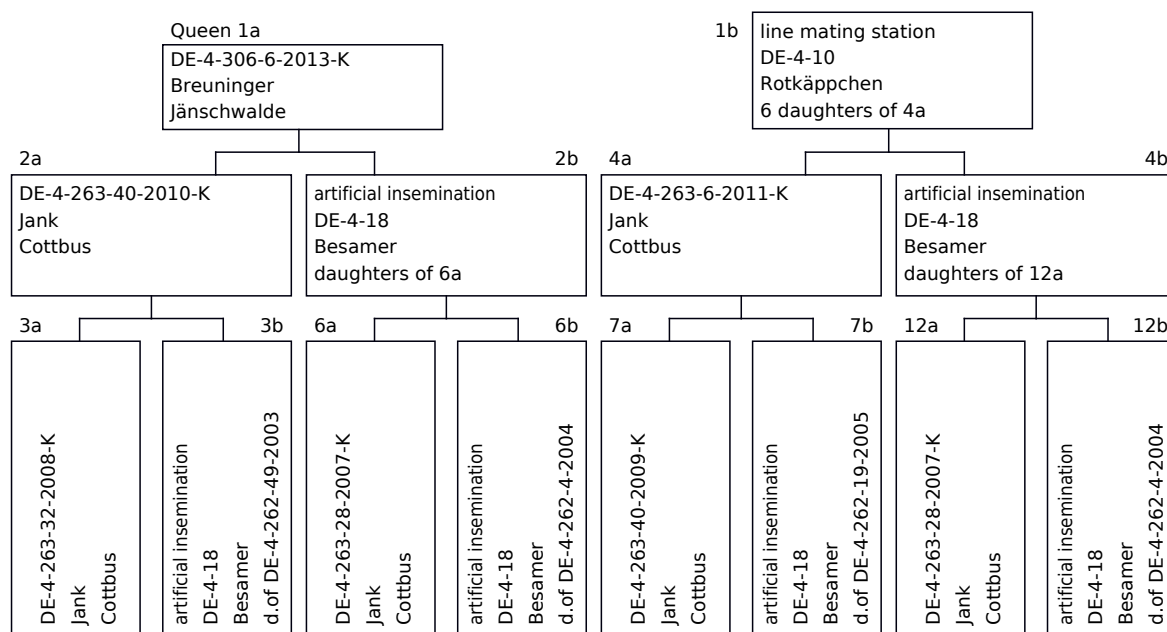 Queen 1a
DE-4-306-6-2013-K
Breuninger
Jänschwalde
1b
line mating station
DE-4-10
Rotkäppchen
6 daughters of 4a
2a
DE-4-263-40-2010-K
Jank
Cottbus
2b
artificial insemination
DE-4-18
Besamer
daughters of 6a
4a
DE-4-263-6-2011-K
Jank
Cottbus
4b
artificial insemination
DE-4-18
Besamer
daughters of 12a
3a
DE-4-263-32-2008-K
Jank
Cottbus
3b
artificial insemination
DE-4-18
Besamer
d.of DE-4-262-49-2003
6a
DE-4-263-28-2007-K
Jank
Cottbus
6b
artificial insemination
DE-4-18
Besamer
d.of DE-4-262-4-2004
7a
DE-4-263-40-2009-K
Jank
Cottbus
7b
artificial insemination
DE-4-18
Besamer
d.of DE-4-262-19-2005
12a
DE-4-263-28-2007-K
Jank
Cottbus
12b
artificial insemination
DE-4-18
Besamer
d.of DE-4-262-4-2004